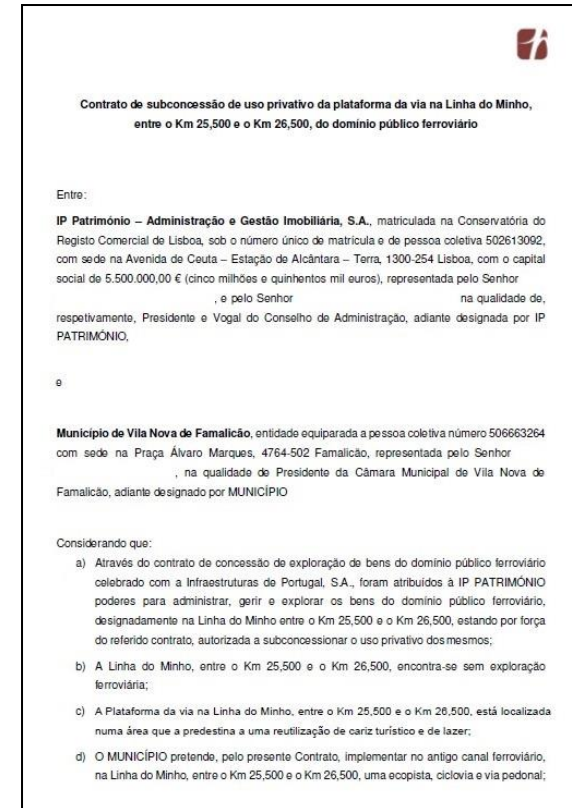 Contrato de subconcessão de uso privativo da plataforma da via na Linha do Minho,
entre o Km 25,500 e o Km 26,500, do domínio público ferroviário
Entre:
IP Património – Administração e Gestão Imobiliária, S.A., matriculada na Conservatória do
Registo Comercial de Lisboa, sob o número único de matrícula e de pessoa coletiva 502613092,
com sede na Avenida de Ceuta – Estação de Alcântara – Terra, 1300-254 Lisboa, com o capital
social de 5.500.000,00 € (cinco milhões e quinhentos mil euros), representada pelo Senhor
, e pelo Senhor na qualidade de,
respetivamente, Presidente e Vogal do Conselho de Administração, adiante designada por IP
PATRIMÓNIO,
e
Município de Vila Nova de Famalicão, entidade equiparada a pessoa coletiva número 506663264
com sede na Praça Álvaro Marques, 4764-502 Famalicão, representada pelo Senhor
, na qualidade de Presidente da Câmara Municipal de Vila Nova de
Famalicão, adiante designado por MUNICÍPIO
Considerando que:
a) Através do contrato de concessão de exploração de bens do domínio público ferroviário
celebrado com a Infraestruturas de Portugal, S.A., foram atribuídos à IP PATRIMÓNIO
poderes para administrar, gerir e explorar os bens do domínio público ferroviário,
designadamente na Linha do Minho entre o Km 25,500 e o Km 26,500, estando por força
do referido contrato, autorizada a subconcessionar o uso privativo dos mesmos;
b) A Linha do Minho, entre o Km 25,500 e o Km 26,500, encontra-se sem exploração
ferroviária;
c) A Plataforma da via na Linha do Minho, entre o Km 25,500 e o Km 26,500, está localizada
numa área que a predestina a uma reutilização de cariz turístico e de lazer;
d) O MUNICÍPIO pretende, pelo presente Contrato, implementar no antigo canal ferroviário,
na Linha do Minho, entre o Km 25,500 e o Km 26,500, uma ecopista, ciclovia e via pedonal;